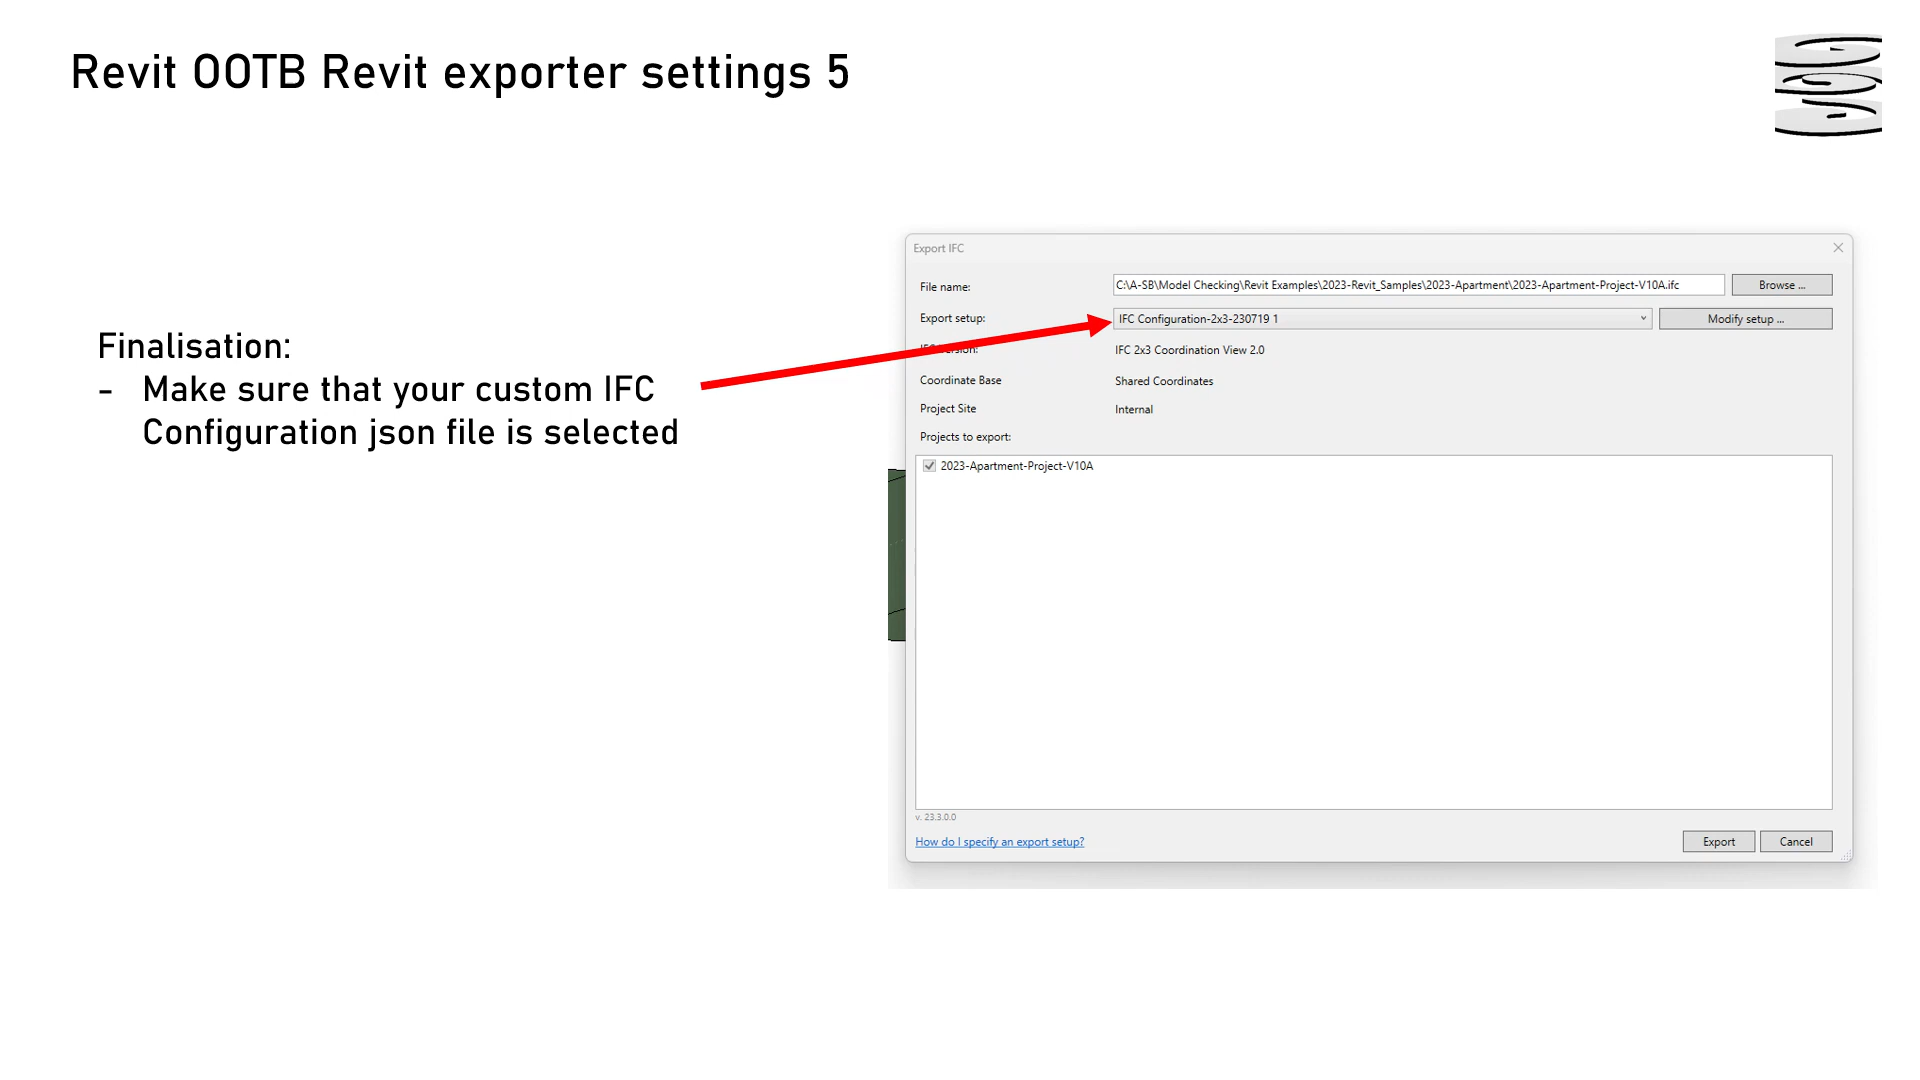 Revit OOTB Revit exporter settings 5
Finalisation:
- Make sure that your custom IFC
Configuration json file is selected
Export IFC
File name:
C:\A-SB\Model Checking\Revit Examples\2023-Revit_Samples\2023-Apartment\2023-Apartment-Project-V10A.ifc
Browse ...
Export setup:
IFC Configuration-2x3-230719 1
Modify setup ...
IFC version:
IFC 2x3 Coordination View 2.0
Coordinate Base
Shared Coordinates
Project Site
Internal
Projects to export:
2023-Apartment-Project-V10A
v. 23.3.0.0
How do I specify an export setup?
Export
Cancel